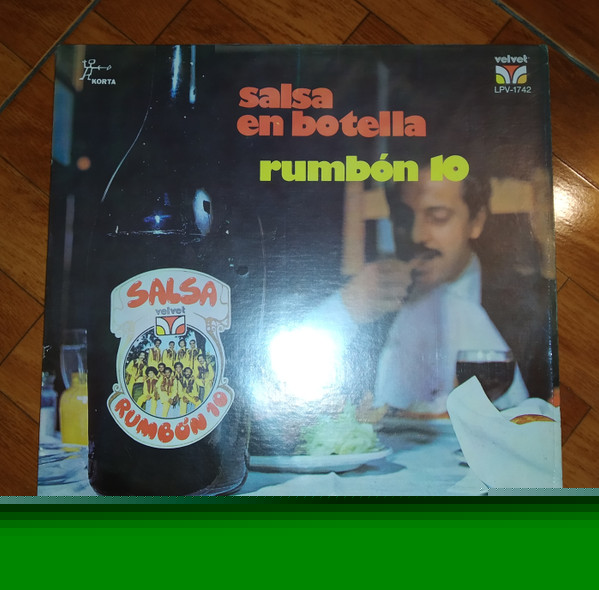 KORTA
velvet
LPV-1742
salsa
en botella
rumbón 10
SALSA
velvet
RUMBÓN 10